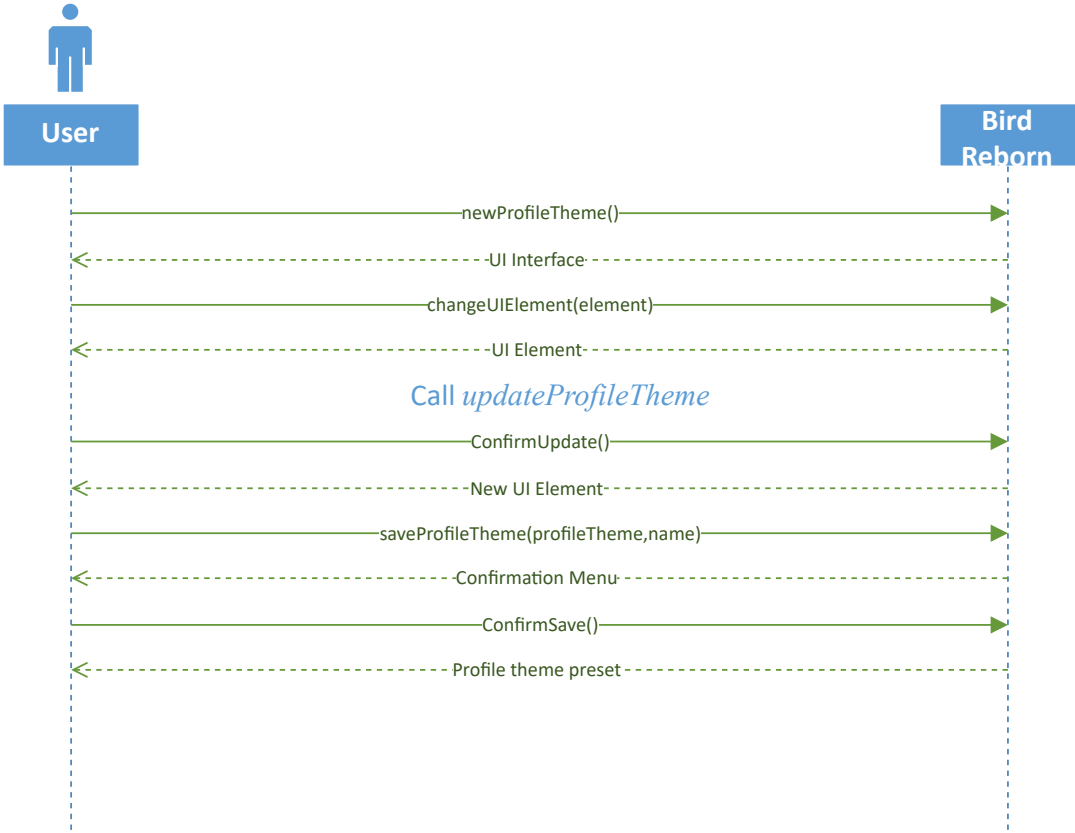 User
Bird
Reborn
newProfileTheme()
UI Interface
changeUIElement(element)
UI Element
Call updateProfileTheme
ConfirmUpdate()
New UI Element
saveProfileTheme(profileTheme,name)
Confirmation Menu
ConfirmSave()
Profile theme preset